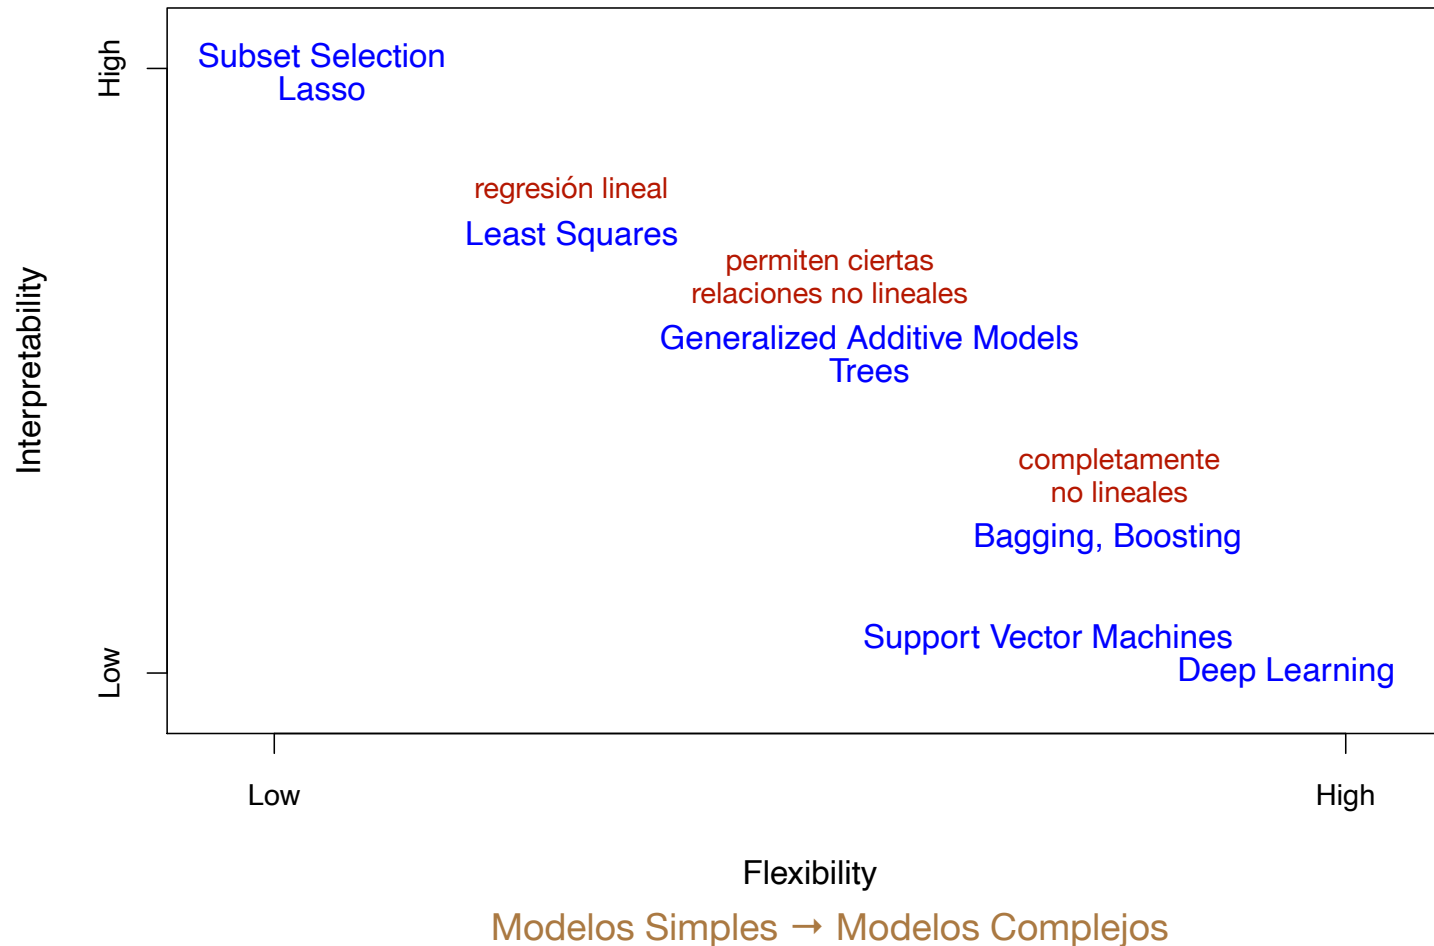 High
Subset Selection
Lasso
regresión lineal
Least Squares
permiten ciertas
relaciones no lineales
Generalized Additive Models
Trees
Interpretability
completamente
no lineales
Bagging, Boosting
Support Vector Machines
Low
Deep Learning
Low
High
Flexibility
Modelos Simples → Modelos Complejos